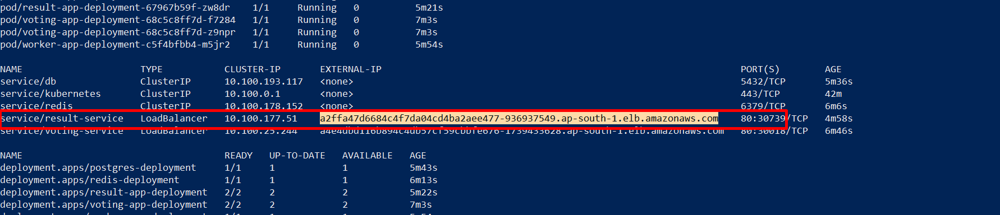 pod/result-app-deployment-67967b59f-zw8dr 1/1 Running 0 5m21s
pod/voting-app-deployment-68c5c8ff7d-f7284 1/1 Running 0 7m3s
pod/voting-app-deployment-68c5c8ff7d-z9npr 1/1 Running 0 7m3s
pod/worker-app-deployment-c5f4bfbb4-m5jr2 1/1 Running 0 5m54s
NAME TYPE CLUSTER-IP EXTERNAL-IP PORT(S) AGE
service/db ClusterIP 10.100.193.117 <none> 5432/TCP 5m36s
service/kubernetes ClusterIP 10.100.0.1 <none> 443/TCP 42m
service/redis ClusterIP 10.100.178.152 <none> 6379/TCP 6m6s
service/result-service LoadBalancer 10.100.177.51 a2ffa47d6684c4f7da04cd4ba2aee477-936937549.ap-south-1.elb.amazonaws.com 80:30739/TCP 4m58s
service/voting-service LoadBalancer 10.100.25.244 a4e4dbd116b894c4db57cf59cbbfe676-1739433628.ap-south-1.elb.amazonaws.com 80:30018/TCP 6m46s
NAME READY UP-TO-DATE AVAILABLE AGE
deployment.apps/postgres-deployment 1/1 1 1 5m43s
deployment.apps/redis-deployment 1/1 1 1 6m13s
deployment.apps/result-app-deployment 2/2 2 2 5m22s
deployment.apps/voting-app-deployment 2/2 2 2 7m3s